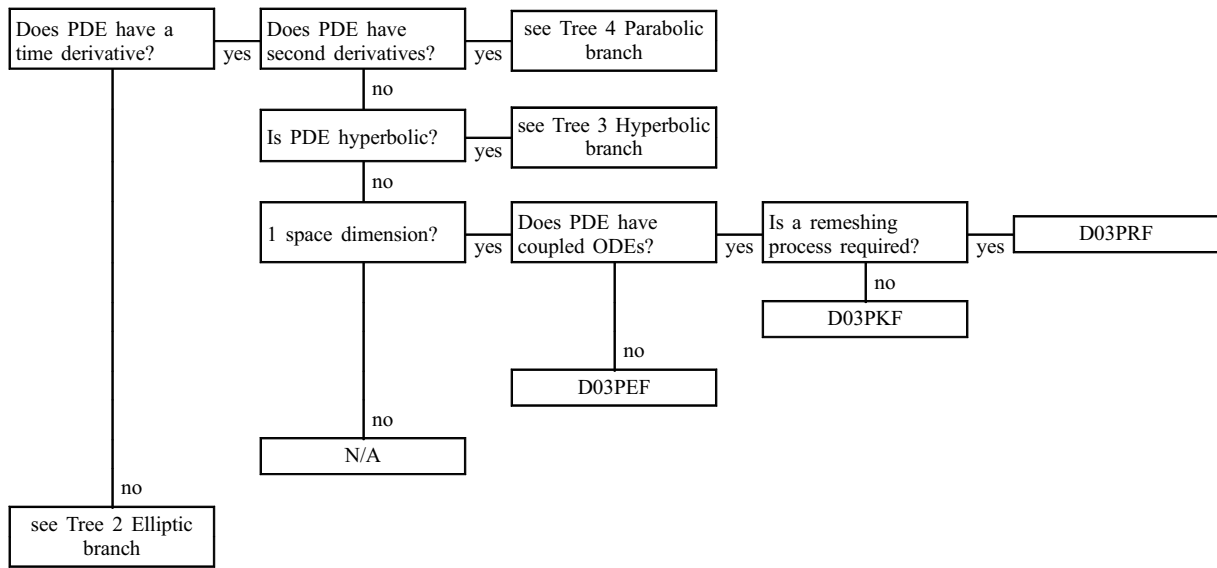 Does PDE have a
time derivative?
yes
Does PDE have
second derivatives?
yes
see Tree 4 Parabolic
branch
no
Is PDE hyperbolic?
yes
see Tree 3 Hyperbolic
branch
no
1 space dimension?
yes
Does PDE have
coupled ODEs?
yes
Is a remeshing
process required?
yes
D03PRF
no
D03PKF
no
D03PEF
no
N/A
no
see Tree 2 Elliptic
branch